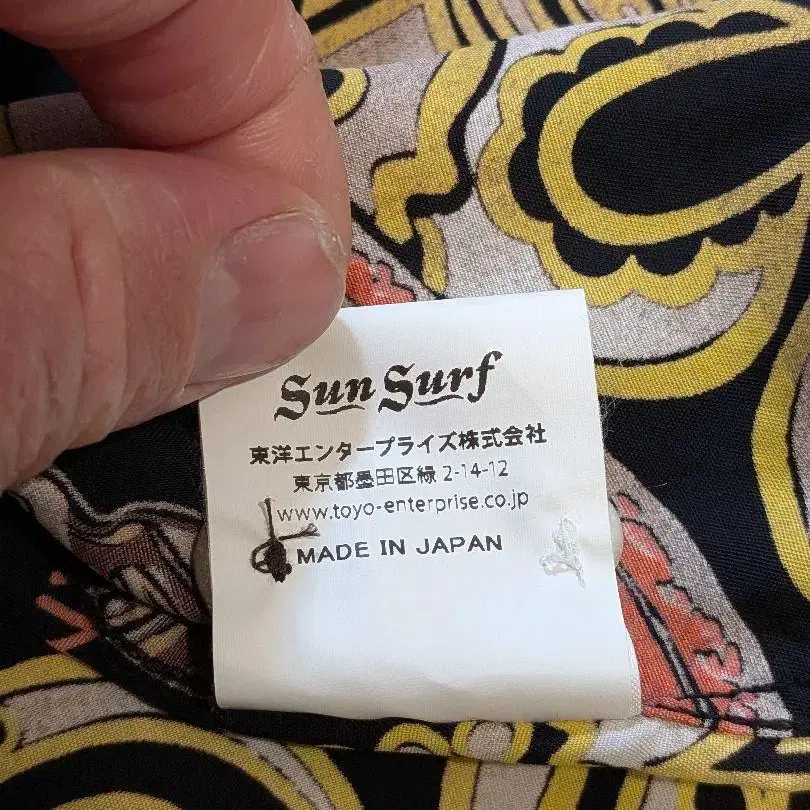 Sun Surf
東洋エンタープライズ株式会社
東京都墨田区緑 2-14-12
www.toyo-enterprise.co.jp
MADE IN JAPAN